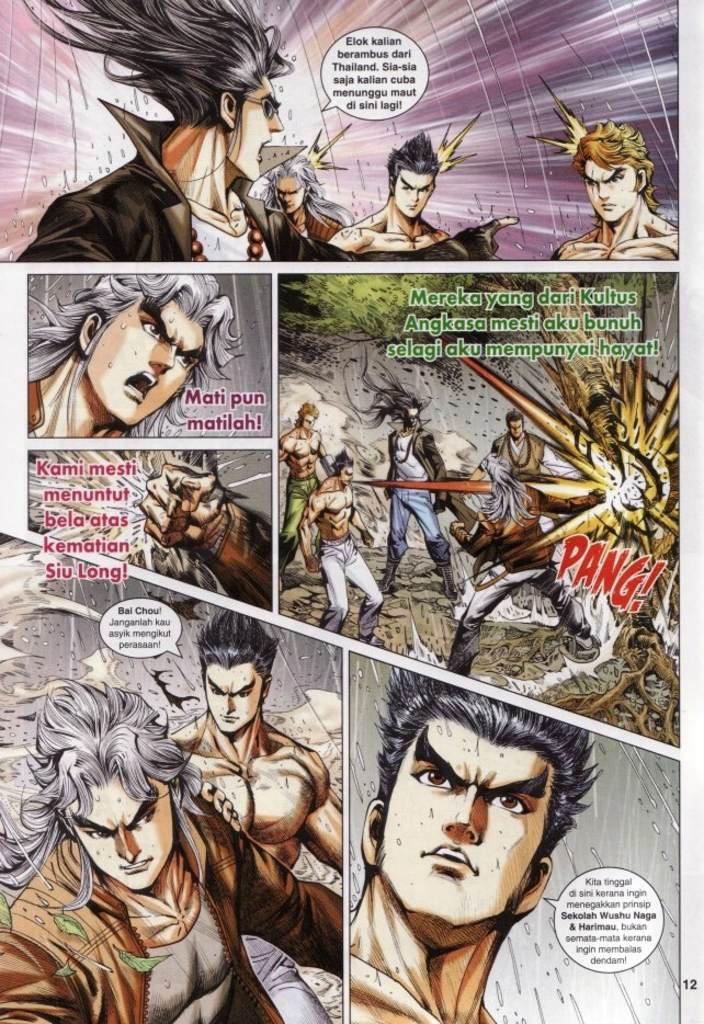 Elok kalian
berambus dari
Thailand. Sia-sia
saja kalian cuba
menunggu maut
di sini lagi!
Mati pun
matilah!
Mereka yang dari Kultus
Angkasa mesti aku bunuh
selagi aku mempunyai hayat!
Kami mesti
menuntut
bela atas
kematian
Siu Long!
PANG!
Bai Chou!
Janganlah kau
asyik mengikut
perasaan!
Kita tinggal
di sini kerana ingin
menegakkan prinsip
Sekolah Wushu Naga
& Harimau, bukan
semata-mata kerana
ingin membalas
dendam!
12